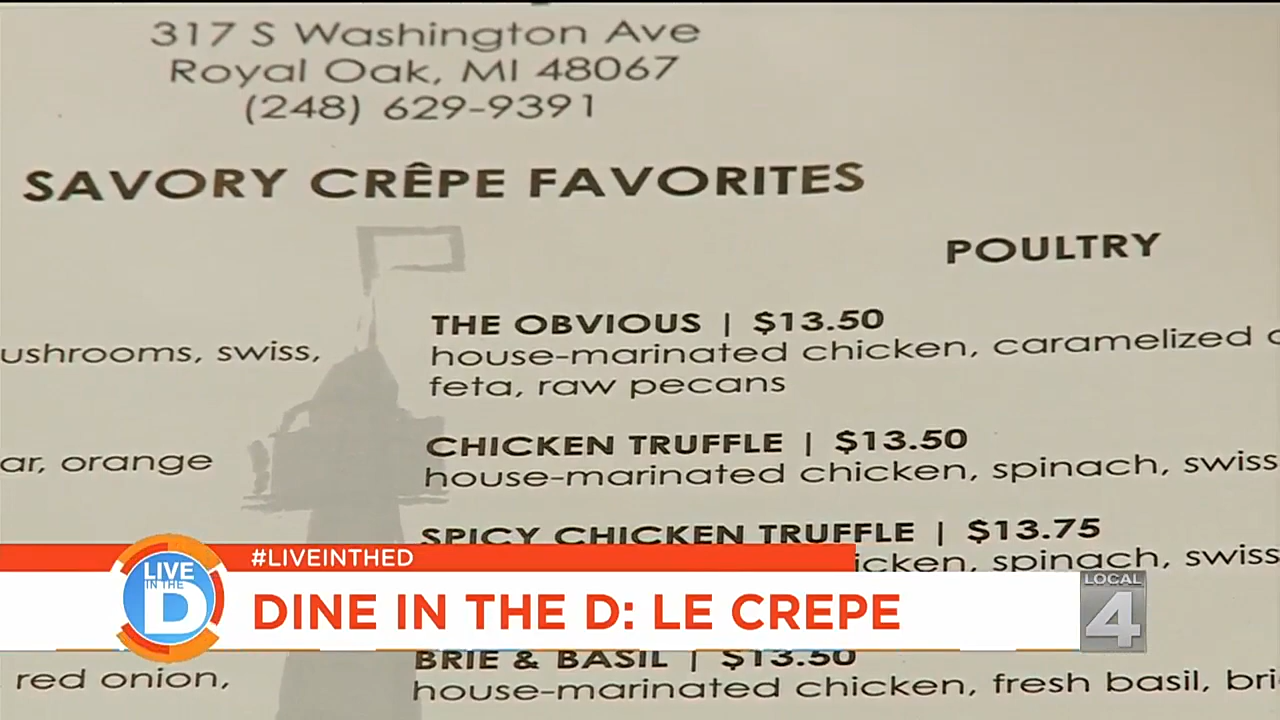 317 S Washington Ave
Royal Oak, MI 48067
(248) 629-9391
SAVORY CRÊPE FAVORITES
POULTRY
THE OBVIOUS | $13.50
ushrooms, swiss,
house-marinated chicken, caramelized
feta, raw pecans
CHICKEN TRUFFLE | $13.50
ar, orange
house-marinated chicken, spinach, swiss
SPICY CHICKEN TRUFFLE | $13.75
icken, spinach, swiss
#LIVEINTHED
LIVE
IN THE
D
DINE IN THE D: LE CREPE
LOCAL
4
BRIE & BASIL | $13.50
red onion,
house-marinated chicken, fresh basil, bri